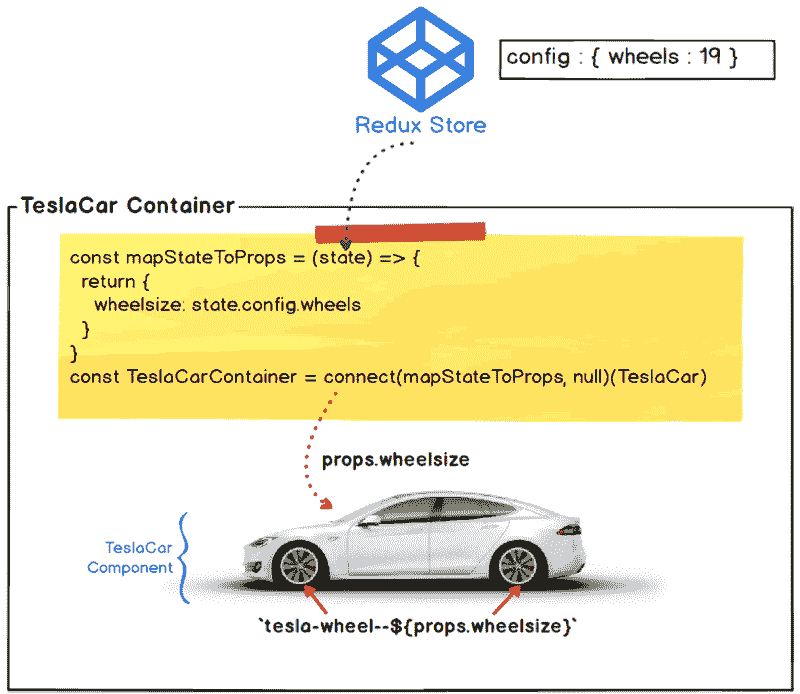 config : { wheels : 19 }
Redux Store
TeslaCar Container
const mapStateToProps = (state) => {
return {
wheelsize: state.config.wheels
}
}
const TeslaCarContainer = connect(mapStateToProps, null)(TeslaCar)
props.wheelsize
TeslaCar
Component
`tesla-wheel--${props.wheelsize}`